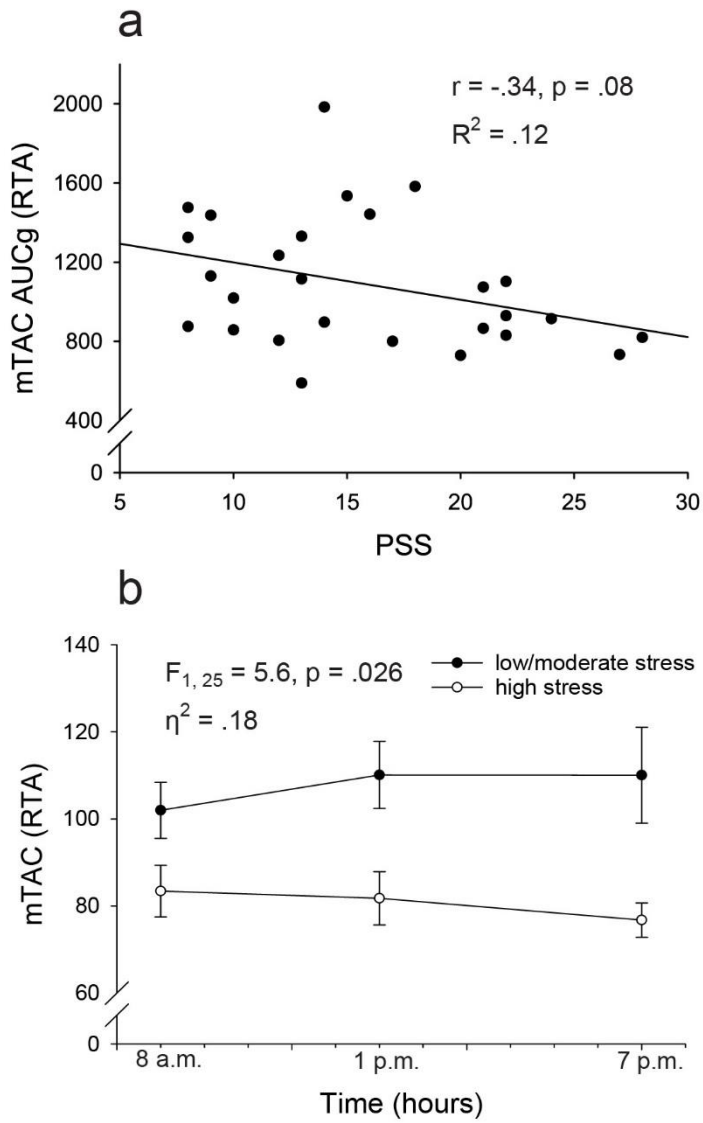 a
mTAC AUCg (RTA)
2000
1600
1200
800
400
0
r = -.34, p = .08
R² = .12
5 10 15 20 25 30
PSS
b
mTAC (RTA)
140
120
100
80
60
0
F₁, ₂₅ = 5.6, p = .026
η² = .18
low/moderate stress
high stress
8 a.m. 1 p.m. 7 p.m.
Time (hours)